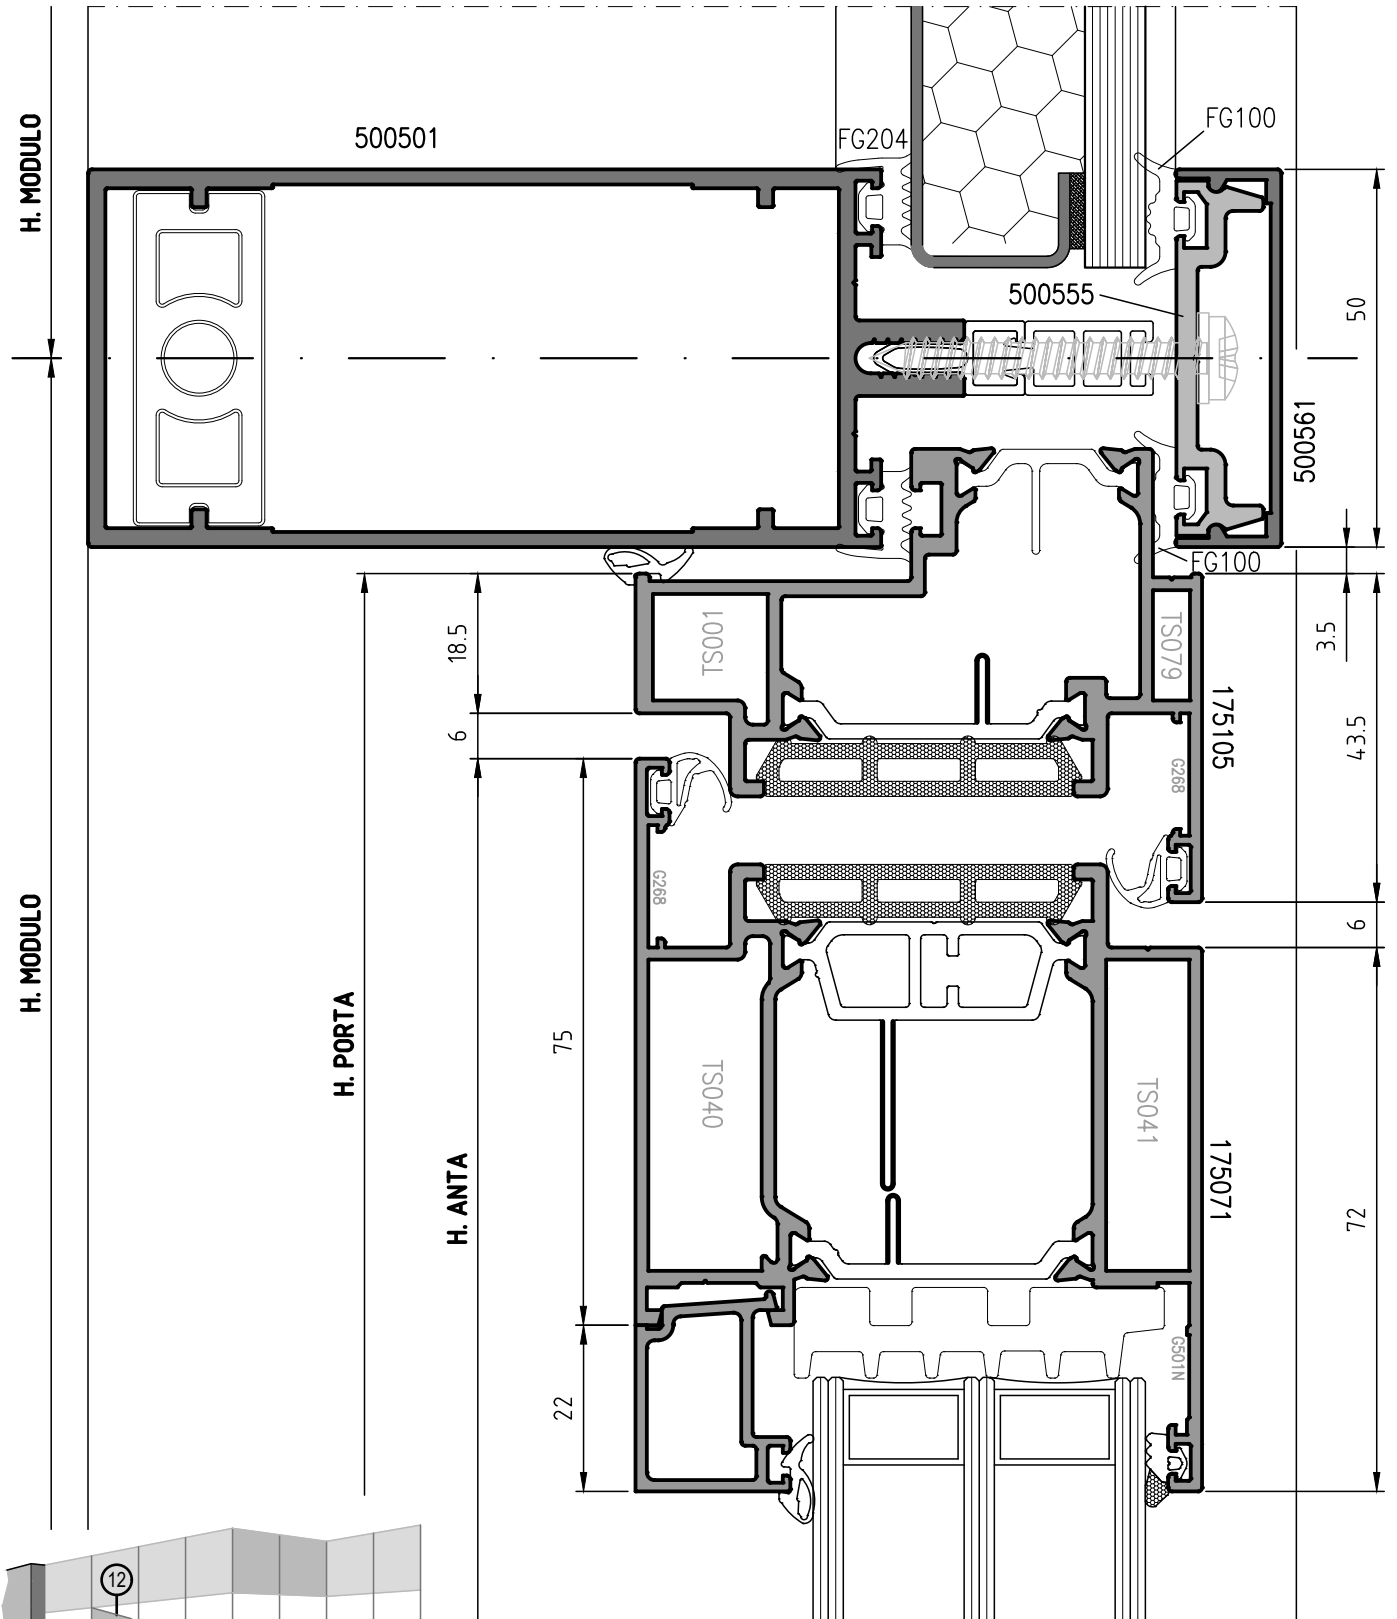 H. MODULO
500501
FG204
FG100
500555
50
500561
FG100
3.5
18.5
TS001
TS079
175105
6
43.5
G268
G268
6
H. MODULO
H. PORTA
75
TS040
TS041
H. ANTA
175071
72
G501N
22
12